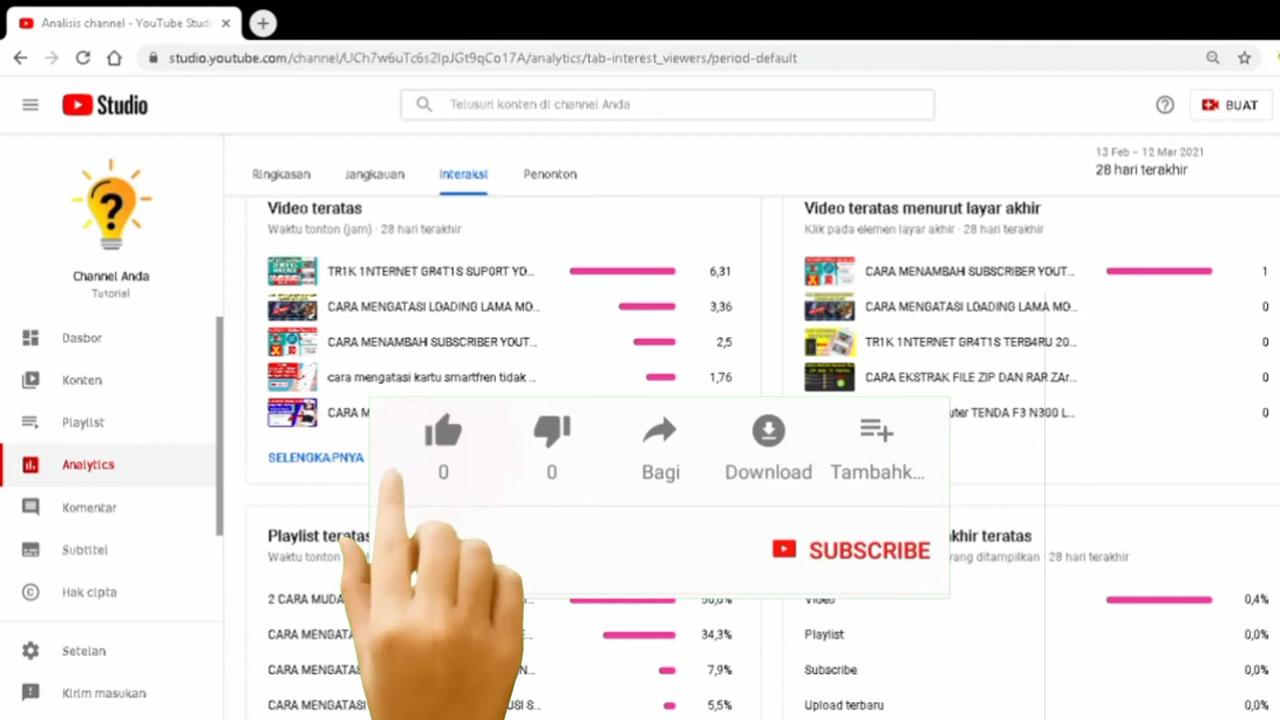 Analisis channel - YouTube Studi
studio.youtube.com/channel/UCh7w6uTc6s2IpJGt9qCo17A/analytics/tab-interest_viewers/period-default
Studio
Telusuri konten di channel Anda
BUAT
Ringkasan
Jangkauan
Interaksi
Penonton
13 Feb – 12 Mar 2021
28 hari terakhir
Channel Anda
Tutorial
Dasbor
Konten
Playlist
Analytics
Komentar
Subtitel
Hak cipta
Setelan
Kirim masukan
Video teratas
Waktu tonton (jam) · 28 hari terakhir
TR1K 1NTERNET GR4T1S SUP0RT YO... 6,31
CARA MENGATASI LOADING LAMA MO... 3,36
CARA MENAMBAH SUBSCRIBER YOUT... 2,5
cara mengatasi kartu smartfren tidak ... 1,76
CARA M
SELENGKAPNYA
Video teratas menurut layar akhir
Klik pada elemen layar akhir · 28 hari terakhir
CARA MENAMBAH SUBSCRIBER YOUT... 1
CARA MENGATASI LOADING LAMA MO... 0
TR1K 1NTERNET GR4T1S TERB4RU 20... 0
CARA EKSTRAK FILE ZIP DAN RAR ZAr... 0
uter TENDA F3 N300 L... 0
0
0
Bagi
Download
Tambahk...
SUBSCRIBE
Playlist teratas
Waktu tonton
2 CARA MUDA 50,0%
CARA MENGATA E... 34,3%
CARA MENGATAS N... 7,9%
CARA MENGATAS USI S... 5,5%
khir teratas
yang ditampilkan · 28 hari terakhir
Video 0,4%
Playlist 0,0%
Subscribe 0,0%
Upload terbaru 0,0%